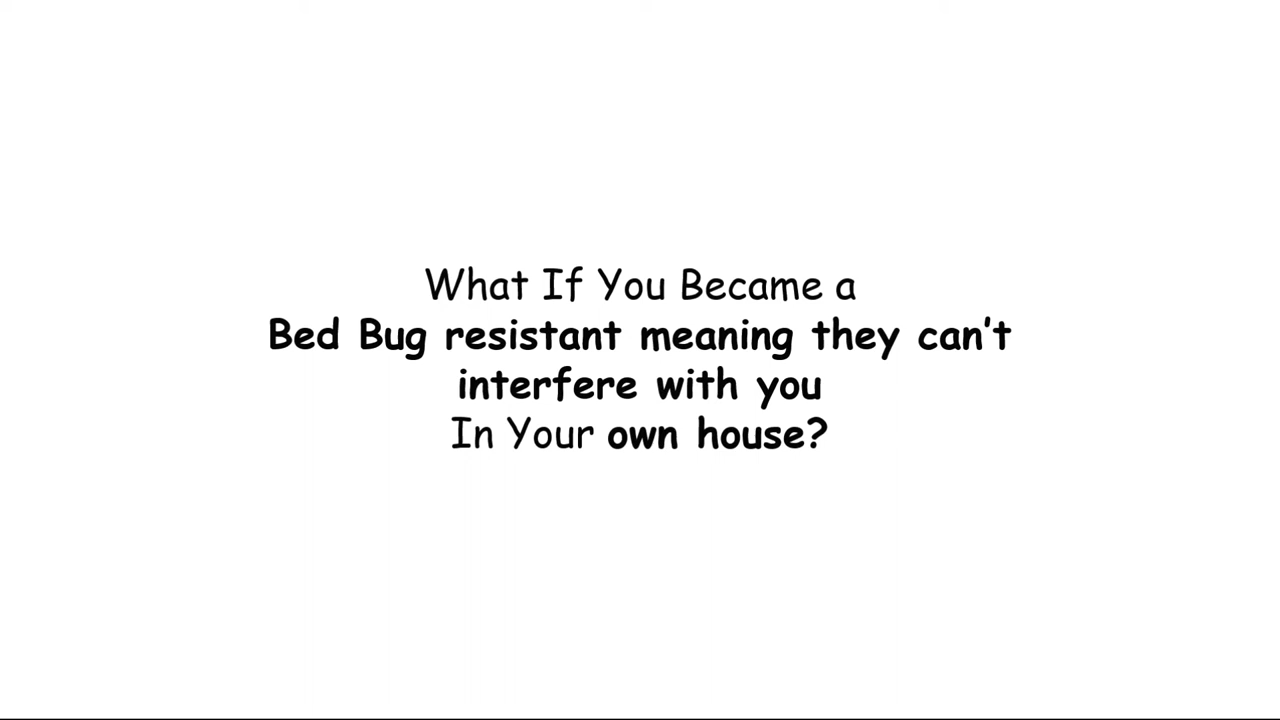 What If You Became a
Bed Bug resistant meaning they can't
interfere with you
In Your own house?